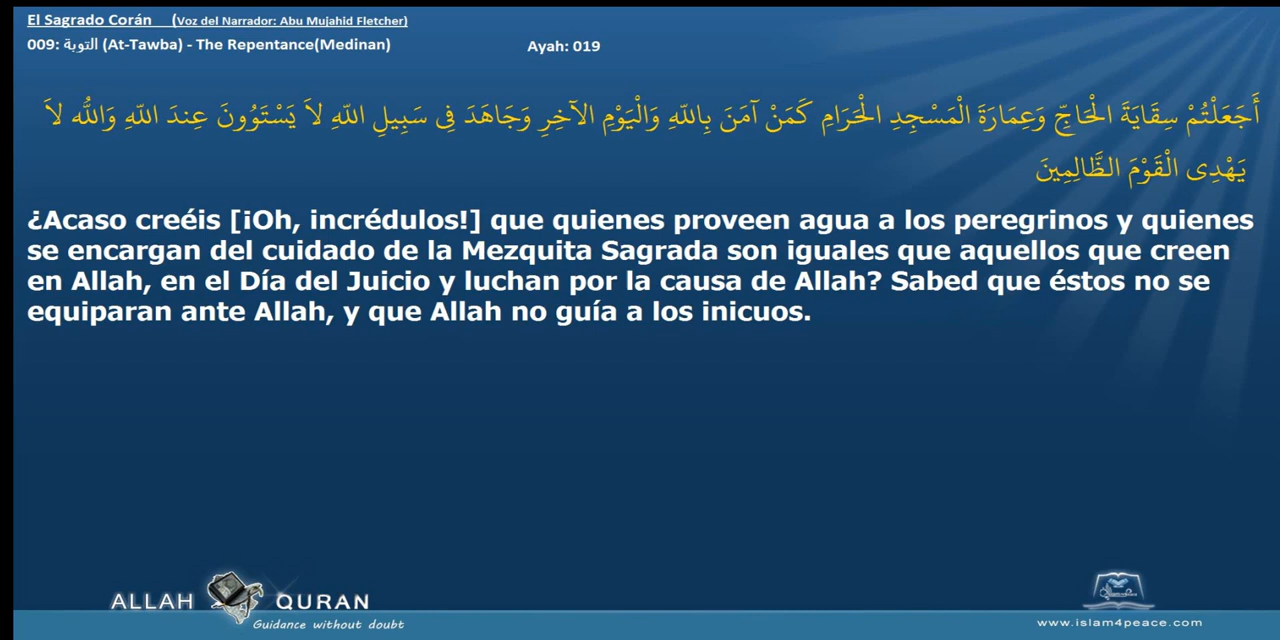 El Sagrado Corán (Voz del Narrador: Abu Mujahid Fletcher)
009: التوبة (At-Tawba) - The Repentance(Medinan) Ayah: 019
أَجَعَلْتُمْ سِقَايَةَ الْحَاجِّ وَعِمَارَةَ الْمَسْجِدِ الْحَرَامِ كَمَنْ آمَنَ بِاللّهِ وَالْيَوْمِ الآخِرِ وَجَاهَدَ فِى سَبِيلِ اللّهِ لاَ يَسْتَوُونَ عِندَ اللّهِ وَاللُّه لاَ
يَهْدِى الْقَوْمَ الظَّالِمِينَ
¿Acaso creéis [¡Oh, incrédulos!] que quienes proveen agua a los peregrinos y quienes
se encargan del cuidado de la Mezquita Sagrada son iguales que aquellos que creen
en Allah, en el Día del Juicio y luchan por la causa de Allah? Sabed que éstos no se
equiparan ante Allah, y que Allah no guía a los inicuos.
ALLAH QURAN
Guidance without doubt
www.islam4peace.com